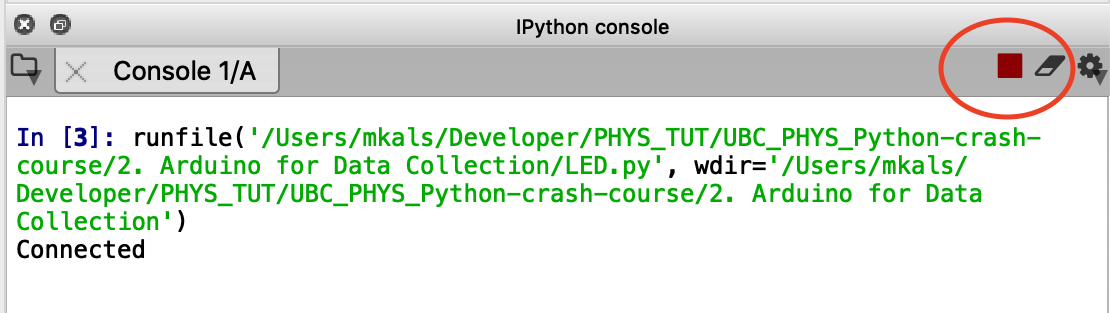 IPython console
Console 1/A
In [3]: runfile('/Users/mkals/Developer/PHYS_TUT/UBC_PHYS_Python-crash-
course/2. Arduino for Data Collection/LED.py', wdir='/Users/mkals/
Developer/PHYS_TUT/UBC_PHYS_Python-crash-course/2. Arduino for Data
Collection')
Connected